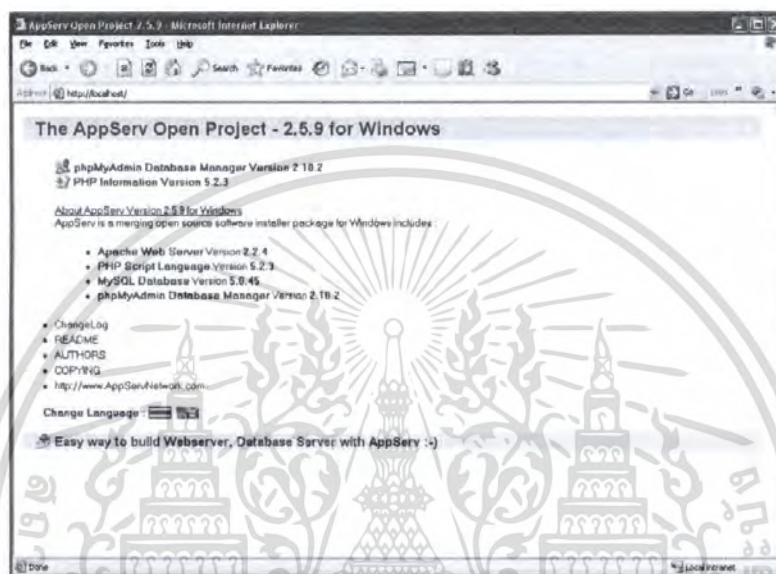 AppServ Open Project 2.5.9 - Microsoft Internet Explorer
File Edit View Favorites Tools Help
Back Search Favorites
Address http://localhost/ Go Links »
The AppServ Open Project - 2.5.9 for Windows
phpMyAdmin Database Manager Version 2.10.2
PHP Information Version 5.2.3
About AppServ Version 2.5.9 for Windows
AppServ is a merging open source software installer package for Windows includes :
• Apache Web Server Version 2.2.4
• PHP Script Language Version 5.2.3
• MySQL Database Version 5.0.45
• phpMyAdmin Database Manager Version 2.10.2
• ChangeLog
• README
• AUTHORS
• COPYING
• http://www.AppServNetwork.com
Change Language :
Easy way to build Webserver, Database Server with AppServ :-)
Done Local intranet